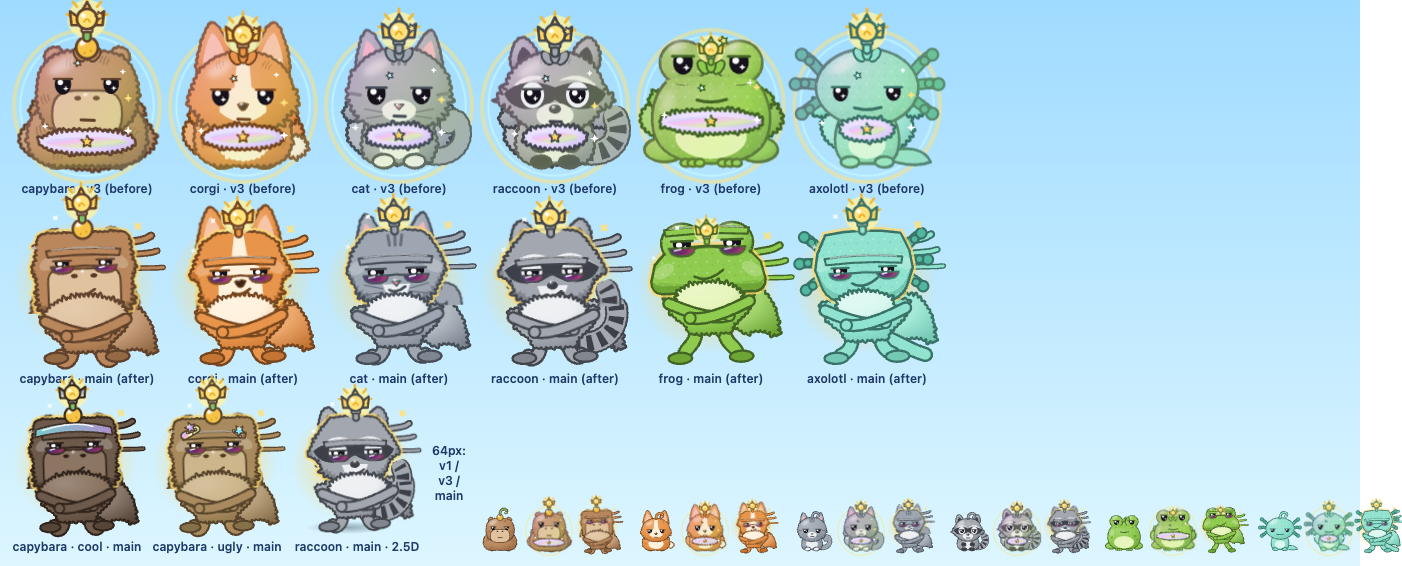 capybara · v3 (before)
corgi · v3 (before)
cat · v3 (before)
raccoon · v3 (before)
frog · v3 (before)
axolotl · v3 (before)
capybara · main (after)
corgi · main (after)
cat · main (after)
raccoon · main (after)
frog · main (after)
axolotl · main (after)
64px:
v1 /
v3 /
main
capybara · cool · main
capybara · ugly · main
raccoon · main · 2.5D